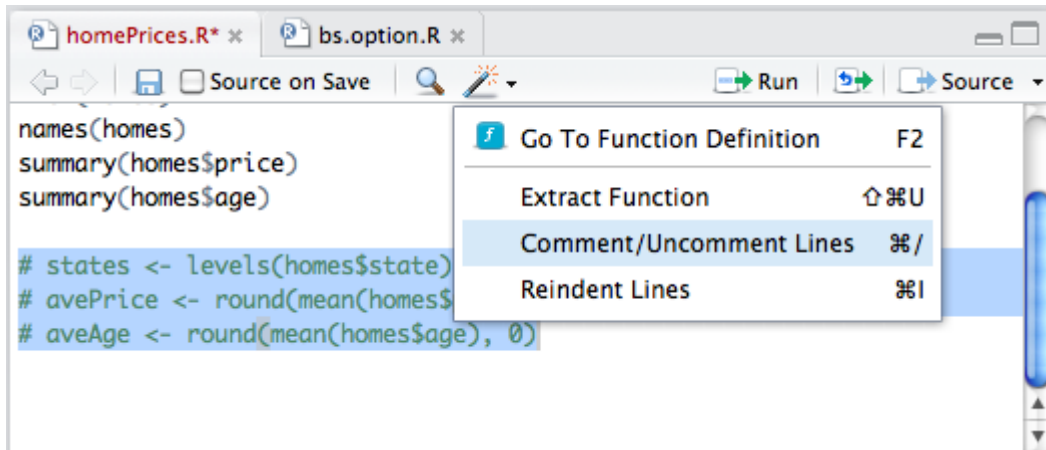 homePrices.R* bs.option.R
Source on Save Run Source
names(homes)
summary(homes$price)
summary(homes$age)
# states <- levels(homes$state)
# avePrice <- round(mean(homes$
# aveAge <- round(mean(homes$age), 0)
Go To Function Definition F2
Extract Function ⇧⌘U
Comment/Uncomment Lines ⌘/
Reindent Lines ⌘I